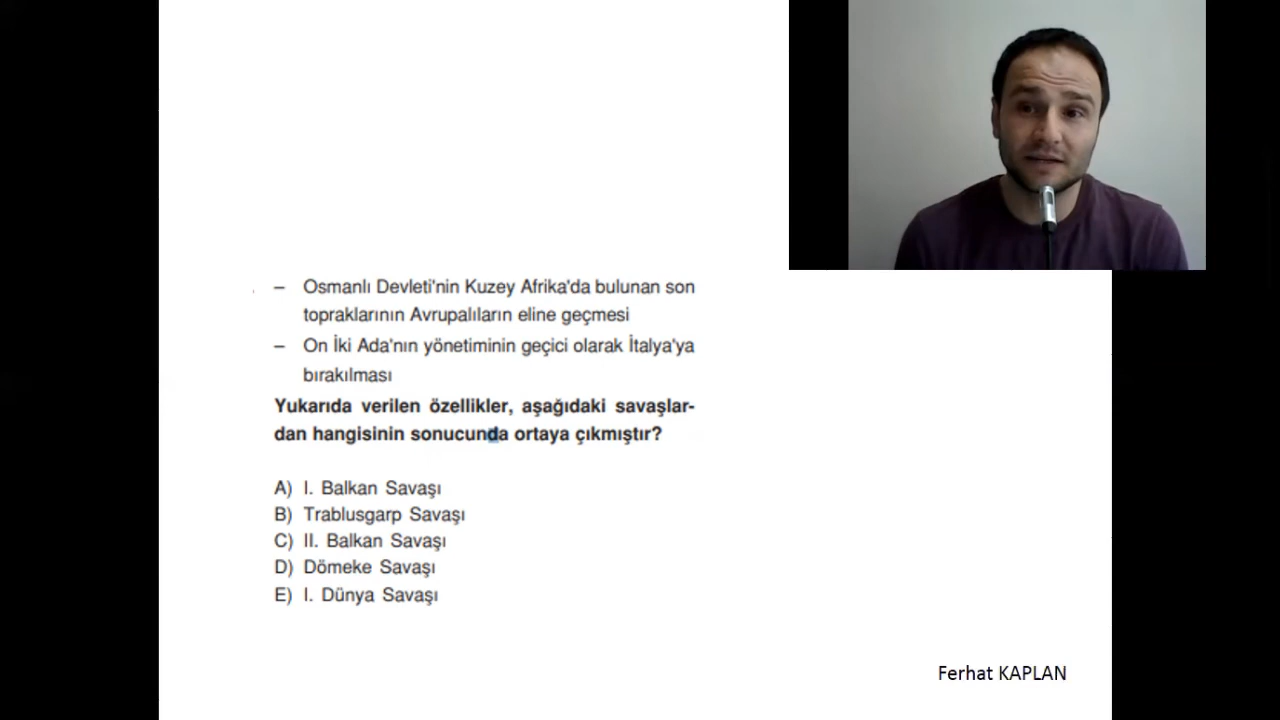 – Osmanlı Devleti'nin Kuzey Afrika'da bulunan son
topraklarının Avrupalıların eline geçmesi
– On İki Ada'nın yönetiminin geçici olarak İtalya'ya
bırakılması
Yukarıda verilen özellikler, aşağıdaki savaşlar-
dan hangisinin sonucunda ortaya çıkmıştır?
A) I. Balkan Savaşı
B) Trablusgarp Savaşı
C) II. Balkan Savaşı
D) Dömeke Savaşı
E) I. Dünya Savaşı
Ferhat KAPLAN